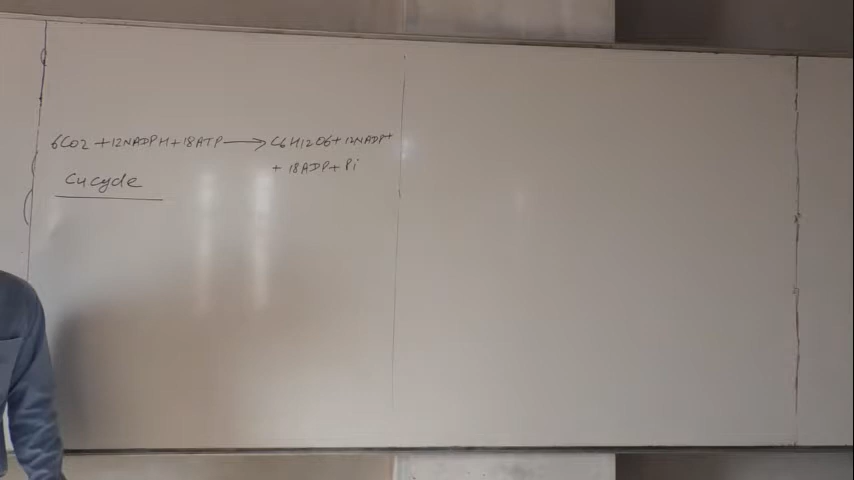 6CO2 + 12NADPH + 18ATP → C6H12O6 + 12NADP+
+ 18ADP + Pi
C4 cycle